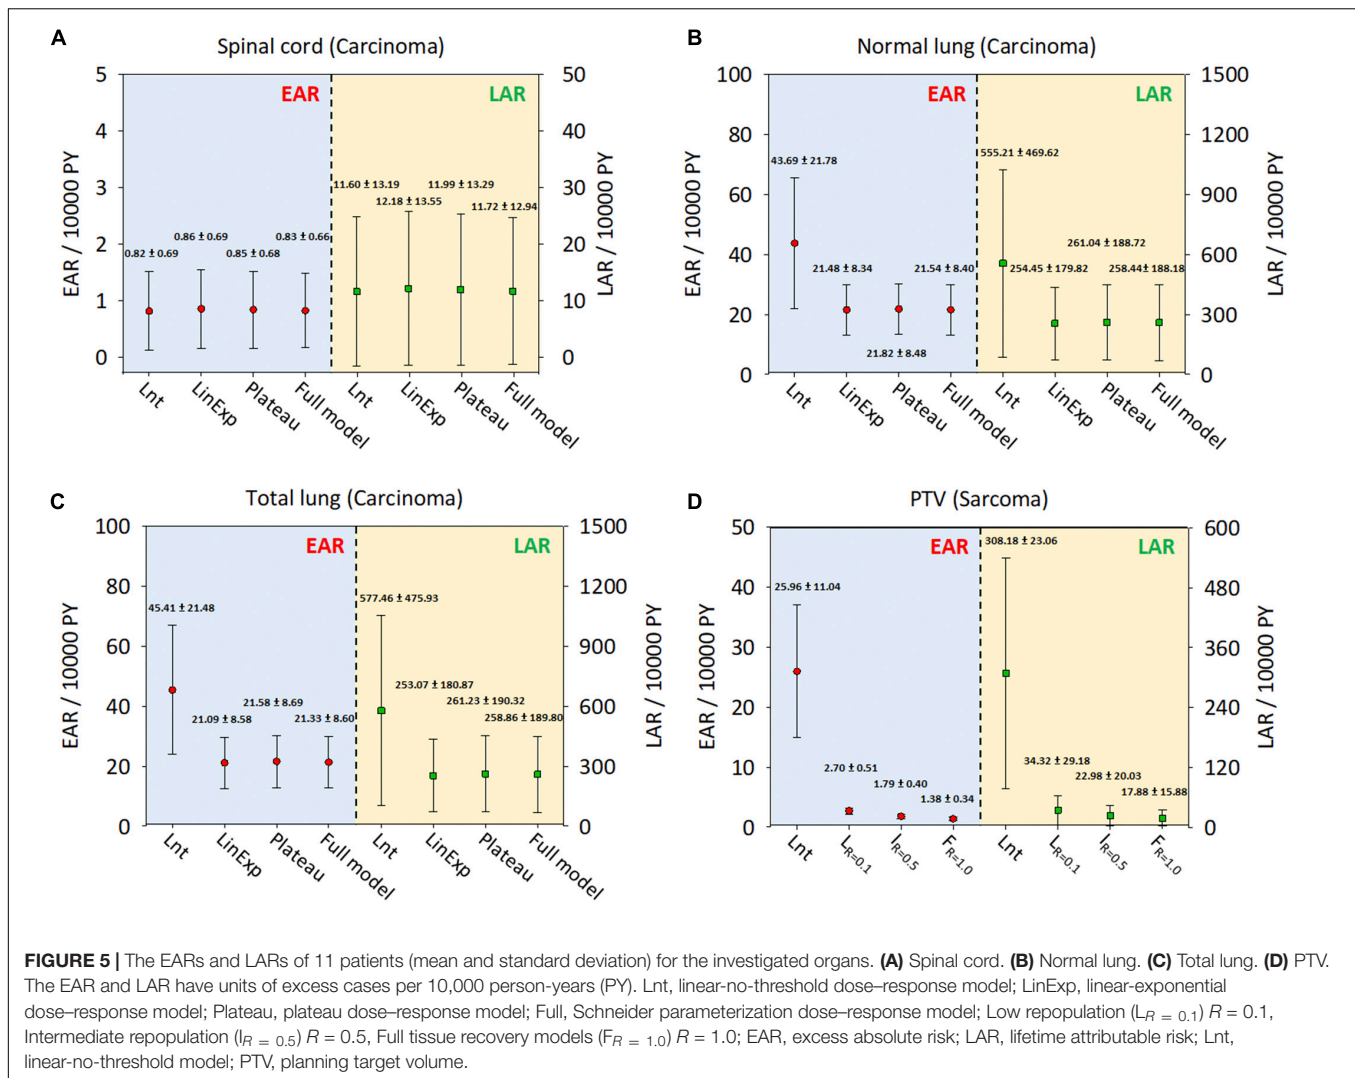 A
Spinal cord (Carcinoma)
EAR
LAR
5
4
3
2
1
0
EAR / 10000 PY
50
40
30
20
10
0
LAR / 10000 PY
0.82 ± 0.69
0.86 ± 0.69
0.85 ± 0.68
0.83 ± 0.66
11.60 ± 13.19
12.18 ± 13.55
11.99 ± 13.29
11.72 ± 12.94
Lnt
LinExp
Plateau
Full model
Lnt
LinExp
Plateau
Full model
B
Normal lung (Carcinoma)
EAR
LAR
100
80
60
40
20
0
EAR / 10000 PY
1500
1200
900
600
300
0
LAR / 10000 PY
43.69 ± 21.78
21.48 ± 8.34
21.82 ± 8.48
21.54 ± 8.40
555.21 ± 469.62
254.45 ± 179.82
261.04 ± 188.72
258.44 ± 188.18
Lnt
LinExp
Plateau
Full model
Lnt
LinExp
Plateau
Full model
C
Total lung (Carcinoma)
EAR
LAR
100
80
60
40
20
0
EAR / 10000 PY
1500
1200
900
600
300
0
LAR / 10000 PY
45.41 ± 21.48
21.09 ± 8.58
21.58 ± 8.69
21.33 ± 8.60
577.46 ± 475.93
253.07 ± 180.87
261.23 ± 190.32
258.86 ± 189.80
Lnt
LinExp
Plateau
Full model
Lnt
LinExp
Plateau
Full model
D
PTV (Sarcoma)
EAR
LAR
50
40
30
20
10
0
EAR / 10000 PY
600
480
360
240
120
0
LAR / 10000 PY
25.96 ± 11.04
2.70 ± 0.51
1.79 ± 0.40
1.38 ± 0.34
308.18 ± 23.06
34.32 ± 29.18
22.98 ± 20.03
17.88 ± 15.88
Lnt
L R=0.1
I R=0.5
F R=1.0
Lnt
L R=0.1
I R=0.5
F R=1.0
FIGURE 5 | The EARs and LARs of 11 patients (mean and standard deviation) for the investigated organs. (A) Spinal cord. (B) Normal lung. (C) Total lung. (D) PTV.
The EAR and LAR have units of excess cases per 10,000 person-years (PY). Lnt, linear-no-threshold dose–response model; LinExp, linear-exponential
dose–response model; Plateau, plateau dose–response model; Full, Schneider parameterization dose–response model; Low repopulation (L R = 0.1) R = 0.1,
Intermediate repopulation (I R = 0.5) R = 0.5, Full tissue recovery models (F R = 1.0) R = 1.0; EAR, excess absolute risk; LAR, lifetime attributable risk; Lnt,
linear-no-threshold model; PTV, planning target volume.